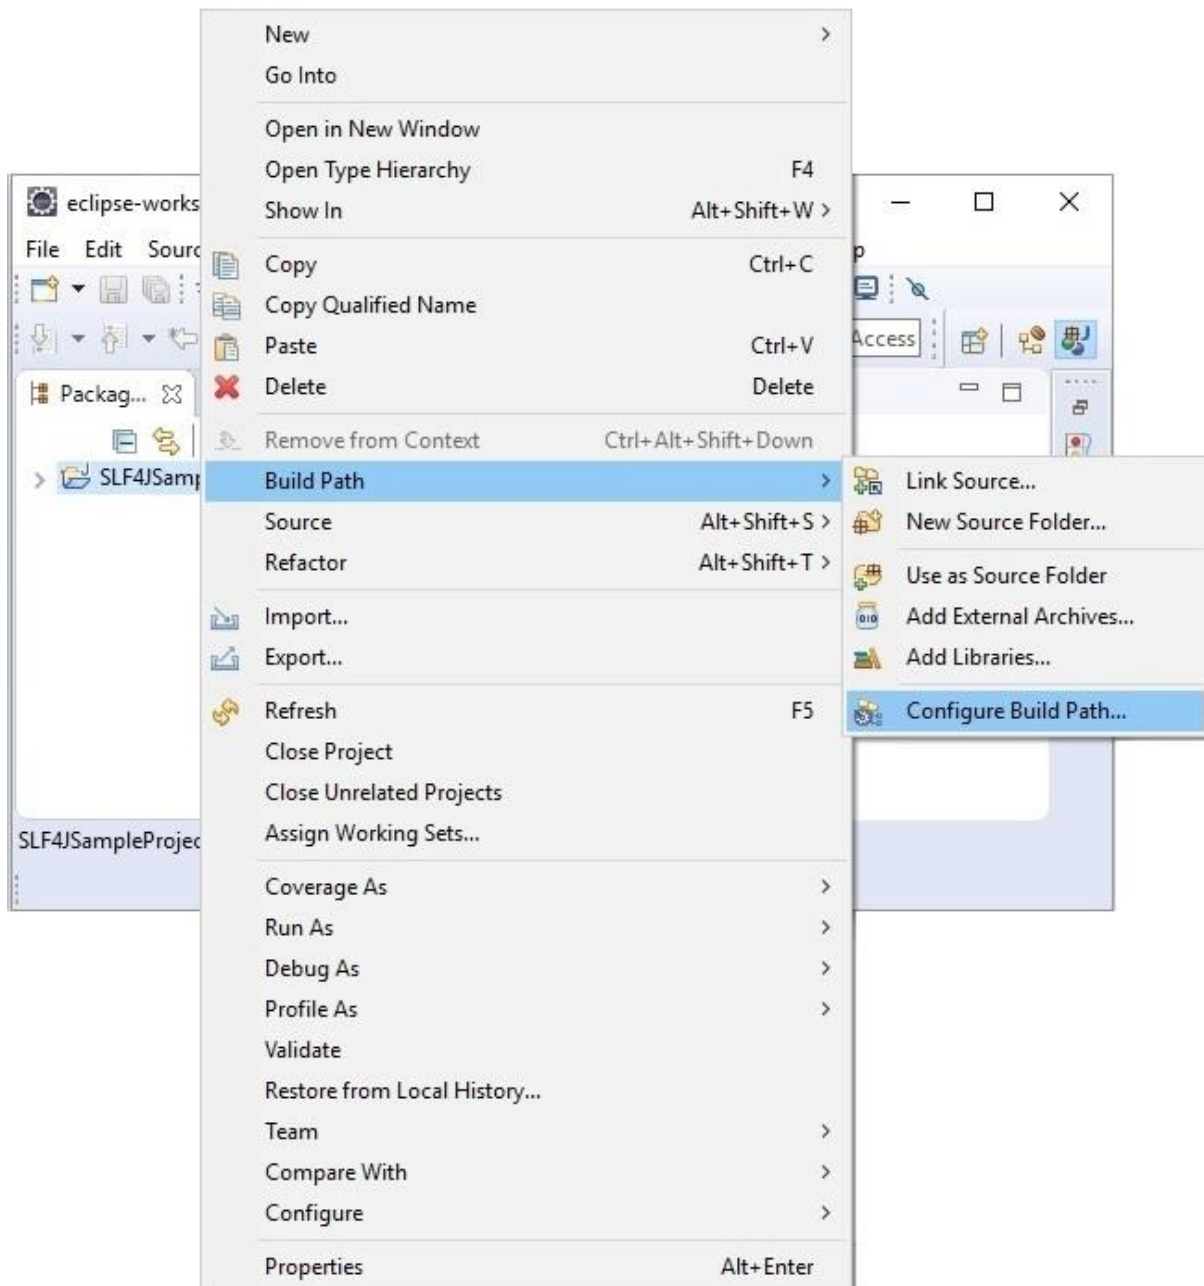 New
Go Into
Open in New Window
Open Type Hierarchy F4
Show In Alt+Shift+W >
Copy Ctrl+C
Copy Qualified Name
Paste Ctrl+V
Delete Delete
Remove from Context Ctrl+Alt+Shift+Down
Build Path
Source Alt+Shift+S >
Refactor Alt+Shift+T >
Import...
Export...
Refresh F5
Close Project
Close Unrelated Projects
Assign Working Sets...
Coverage As
Run As
Debug As
Profile As
Validate
Restore from Local History...
Team
Compare With
Configure
Properties Alt+Enter
Link Source...
New Source Folder...
Use as Source Folder
Add External Archives...
Add Libraries...
Configure Build Path...
eclipse-works
File Edit Sourc
p
Access
Packag...
SLF4JSamp
SLF4JSampleProjec